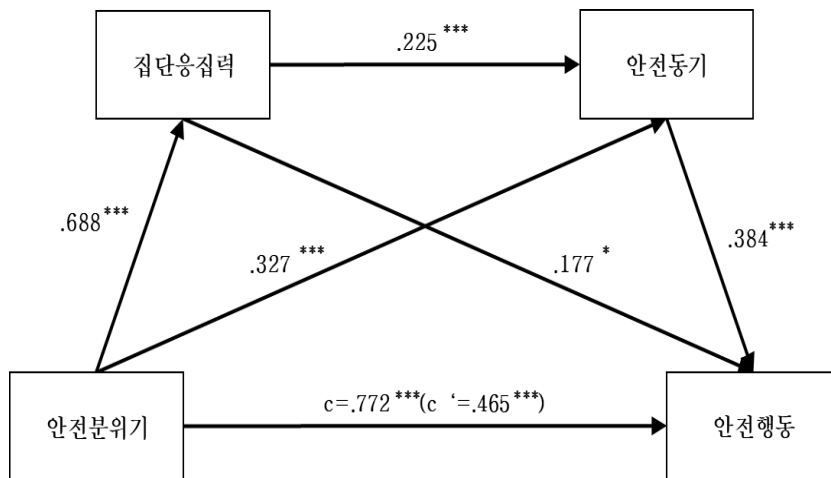 .225***
집단응집력
안전동기
.688***
.327***
.177*
.384***
c=.772***(c ‘=.465***)
안전분위기
안전행동